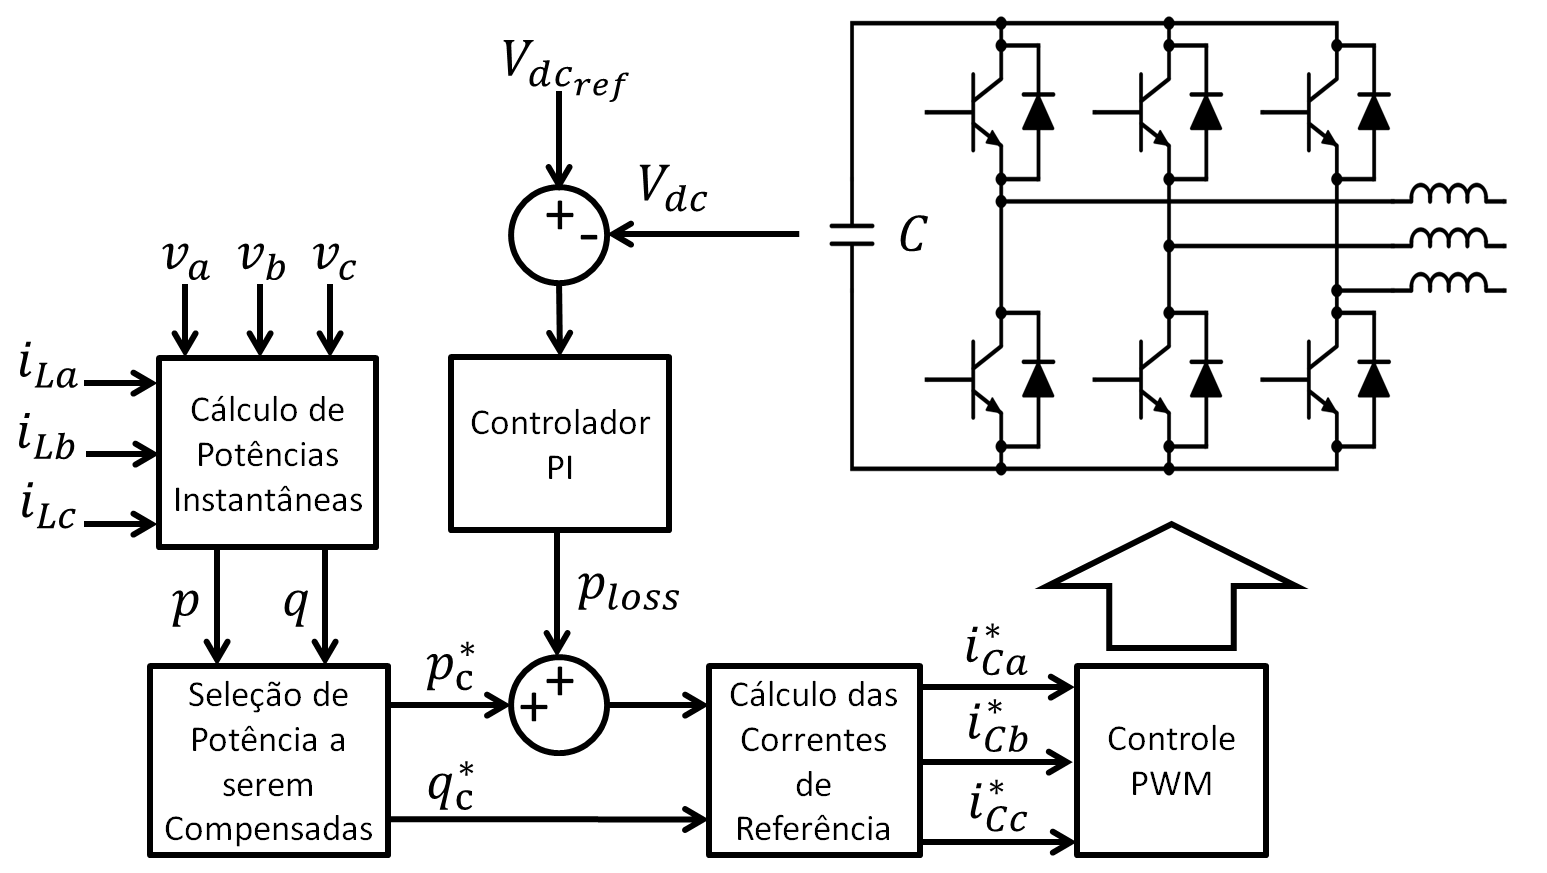 V_{dc_{ref}}
+
-
V_{dc}
C
v_a v_b v_c
i_{La}
i_{Lb}
i_{Lc}
Cálculo de
Potências
Instantâneas
Controlador
PI
p
q
p_{loss}
Seleção de
Potência a
serem
Compensadas
p_c^*
q_c^*
+
+
Cálculo das
Correntes
de
Referência
i_{Ca}^*
i_{Cb}^*
i_{Cc}^*
Controle
PWM